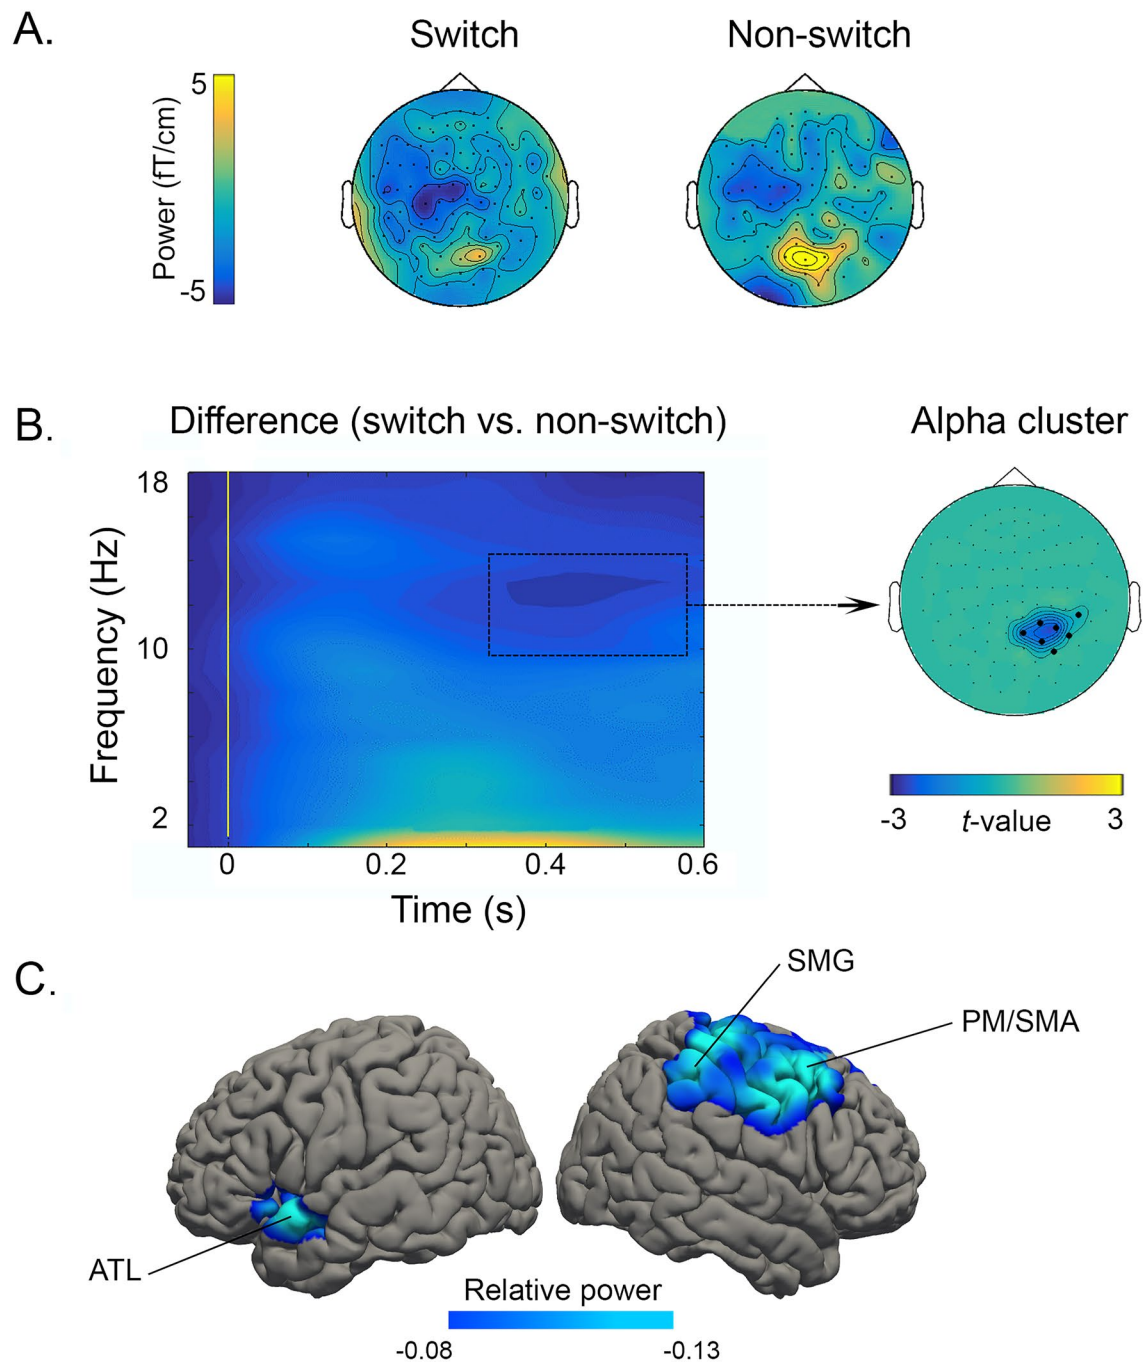 A.
Switch
Non-switch
Power (fT/cm)
5
-5
B.
Difference (switch vs. non-switch)
Alpha cluster
Frequency (Hz)
18
10
2
0
0.2
0.4
0.6
Time (s)
-3
t-value
3
C.
SMG
PM/SMA
ATL
Relative power
-0.08
-0.13